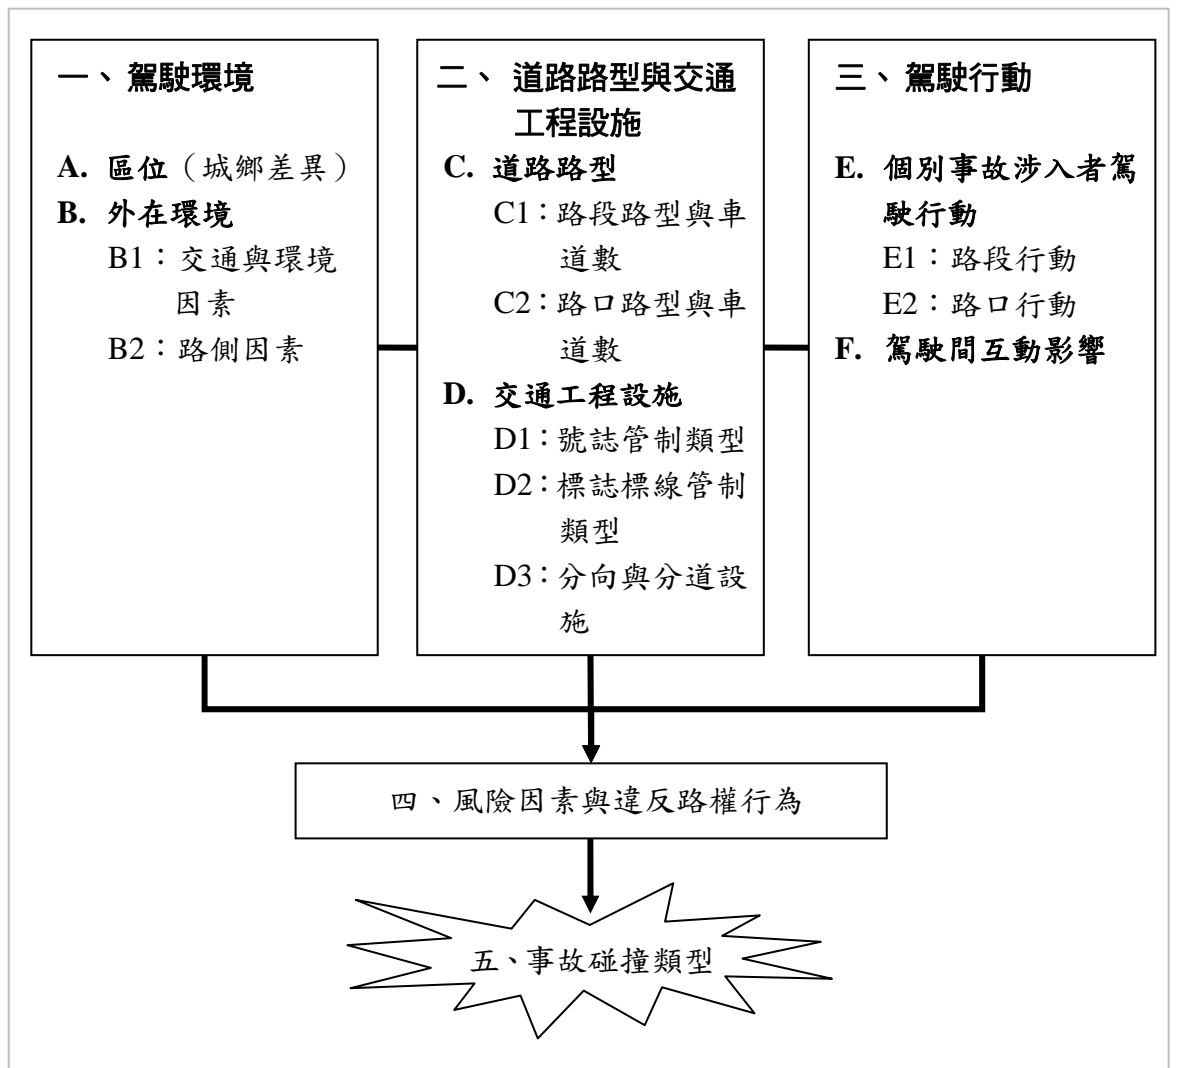 一、駕駛環境
A. 區位（城鄉差異）
B. 外在環境
B1：交通與環境
因素
B2：路側因素
二、道路路型與交通
工程設施
C. 道路路型
C1：路段路型與車
道數
C2：路口路型與車
道數
D. 交通工程設施
D1：號誌管制類型
D2：標誌標線管制
類型
D3：分向與分道設
施
三、駕駛行動
E. 個別事故涉入者駕
駛行動
E1：路段行動
E2：路口行動
F. 駕駛間互動影響
四、風險因素與違反路權行為
五、事故碰撞類型